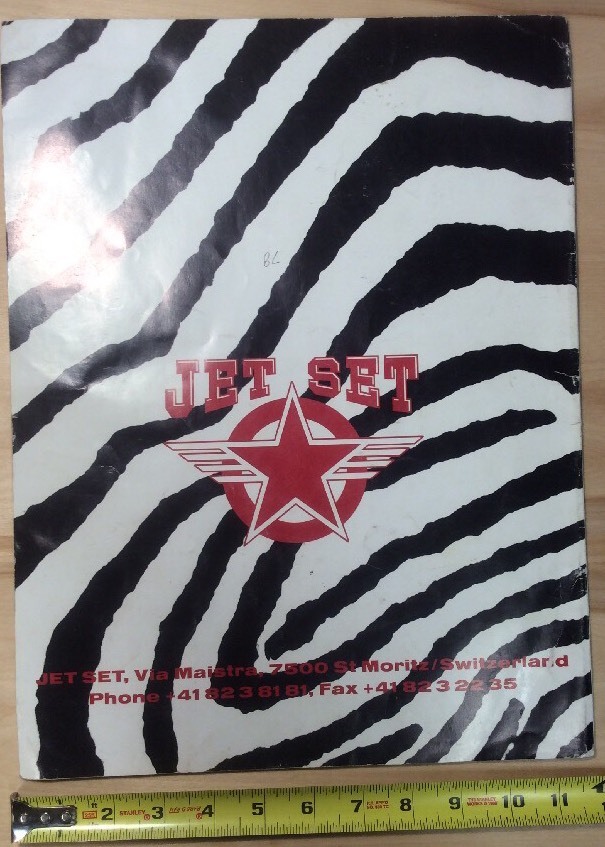 BL
JET SET
JET SET, Via Maistra, 7500 St Moritz/Switzerland
Phone +41 82 3 81 81, Fax +41 82 3 22 35
ft 2 STANLEY 3 4 5 6 7 8 9 10 11